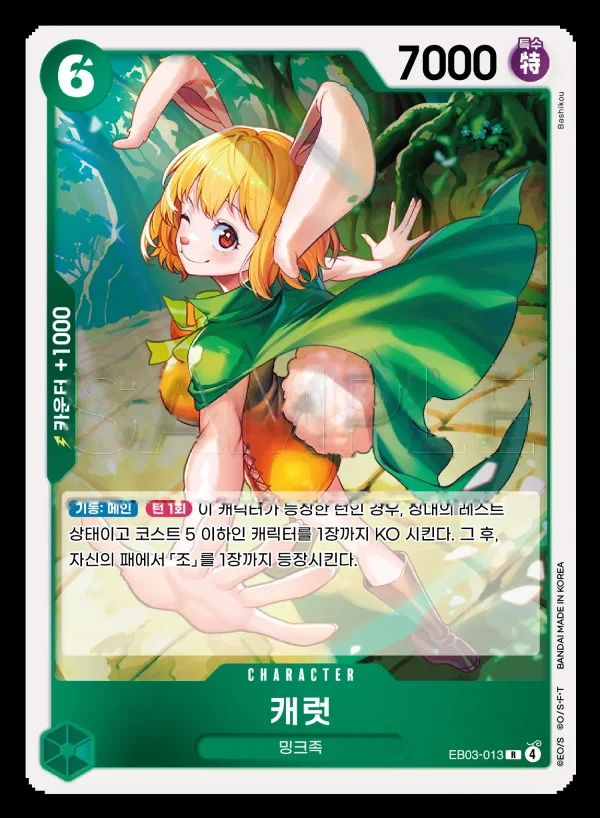 6
7000
특수
特
Bashikou
카운터 +1000
SAMPLE
기동: 메인 턴 1회 이 캐릭터가 등장한 턴인 경우, 상대의 레스트
상태이고 코스트 5 이하인 캐릭터를 1장까지 KO 시킨다. 그 후,
자신의 패에서 「조」를 1장까지 등장시킨다.
CHARACTER
캐럿
밍크족
EB03-013 R 4
©EO/S ©O/S·F·T BANDAI MADE IN KOREA